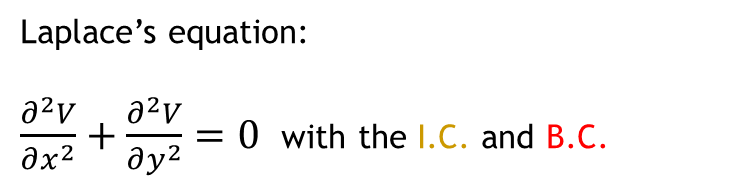 Laplace’s equation:
∂²V/∂x² + ∂²V/∂y² = 0 with the I.C. and B.C.